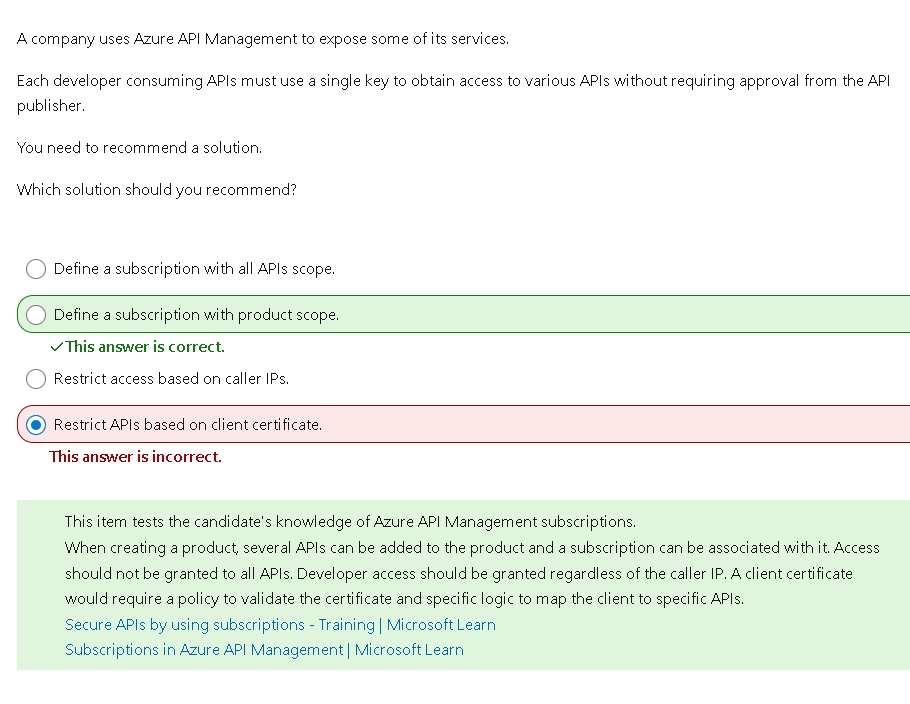 A company uses Azure API Management to expose some of its services.
Each developer consuming APIs must use a single key to obtain access to various APIs without requiring approval from the API
publisher.
You need to recommend a solution.
Which solution should you recommend?
Define a subscription with all APIs scope.
Define a subscription with product scope.
✓This answer is correct.
Restrict access based on caller IPs.
Restrict APIs based on client certificate.
This answer is incorrect.
This item tests the candidate's knowledge of Azure API Management subscriptions.
When creating a product, several APIs can be added to the product and a subscription can be associated with it. Access
should not be granted to all APIs. Developer access should be granted regardless of the caller IP. A client certificate
would require a policy to validate the certificate and specific logic to map the client to specific APIs.
Secure APIs by using subscriptions - Training | Microsoft Learn
Subscriptions in Azure API Management | Microsoft Learn